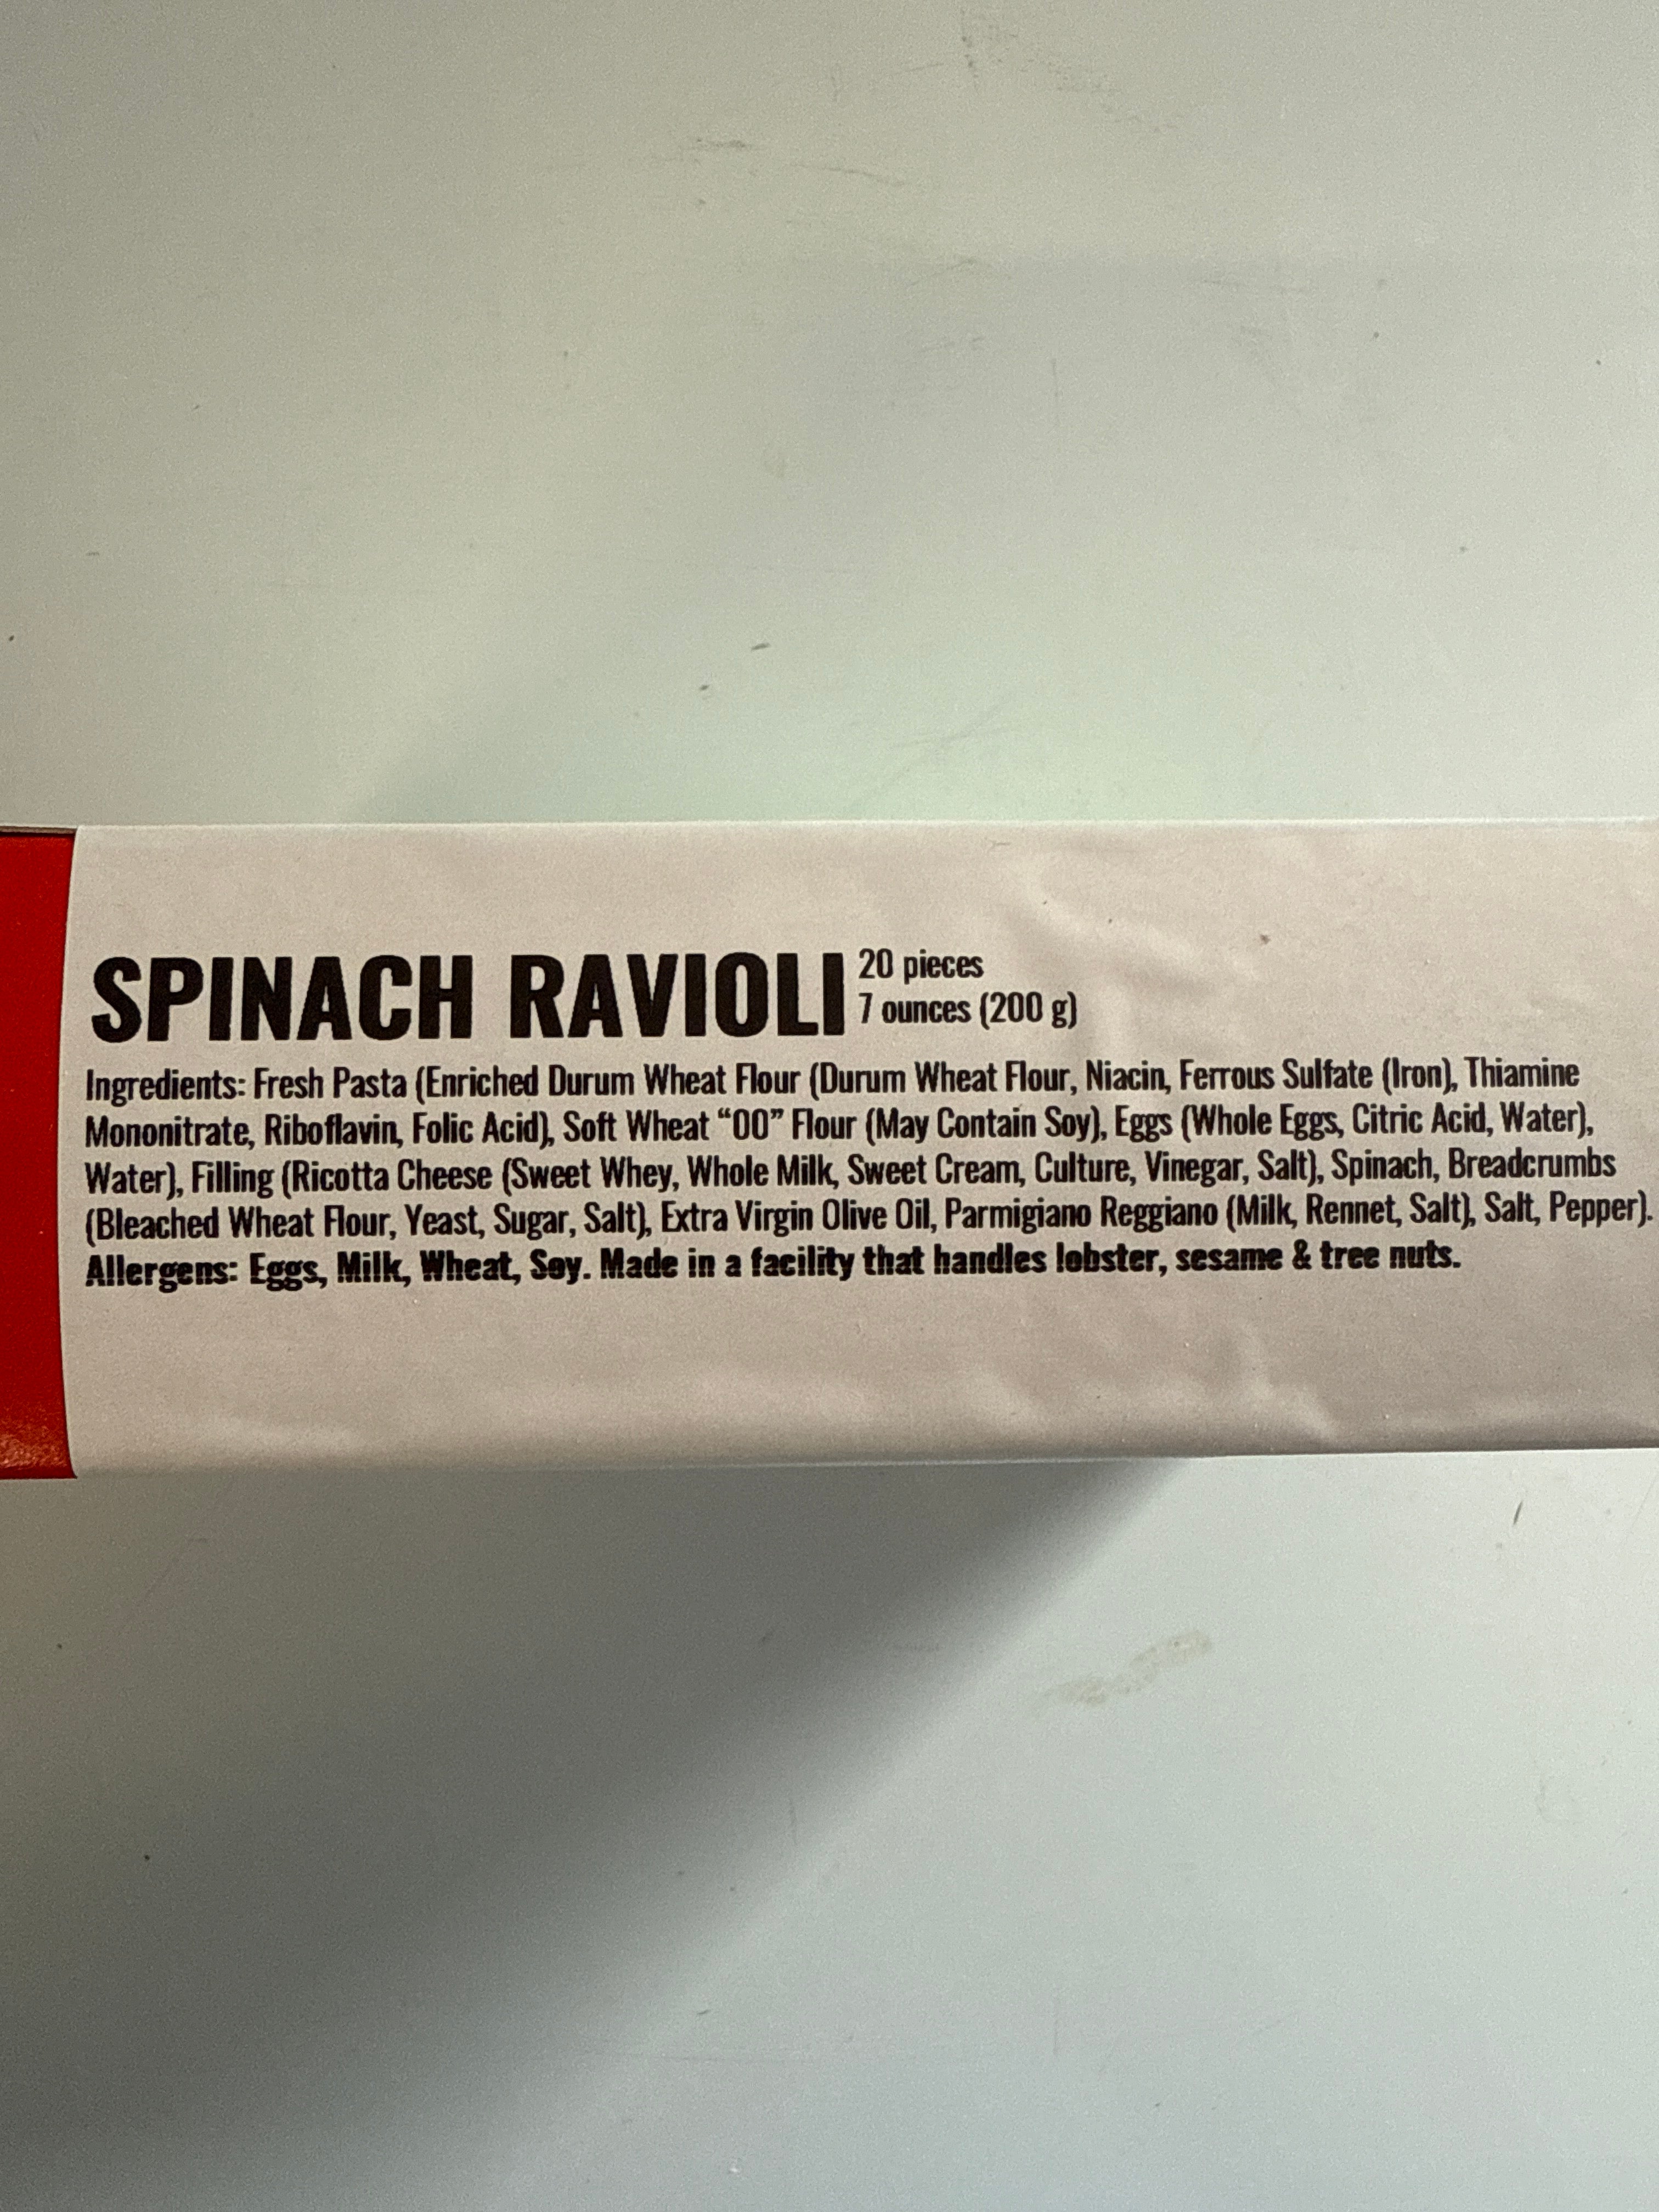 SPINACH RAVIOLI 20 pieces
7 ounces (200 g)
Ingredients: Fresh Pasta (Enriched Durum Wheat Flour (Durum Wheat Flour, Niacin, Ferrous Sulfate (Iron), Thiamine
Mononitrate, Riboflavin, Folic Acid), Soft Wheat “00” Flour (May Contain Soy), Eggs (Whole Eggs, Citric Acid, Water),
Water), Filling (Ricotta Cheese (Sweet Whey, Whole Milk, Sweet Cream, Culture, Vinegar, Salt), Spinach, Breadcrumbs
(Bleached Wheat Flour, Yeast, Sugar, Salt), Extra Virgin Olive Oil, Parmigiano Reggiano (Milk, Rennet, Salt), Salt, Pepper).
Allergens: Eggs, Milk, Wheat, Soy. Made in a facility that handles lobster, sesame & tree nuts.